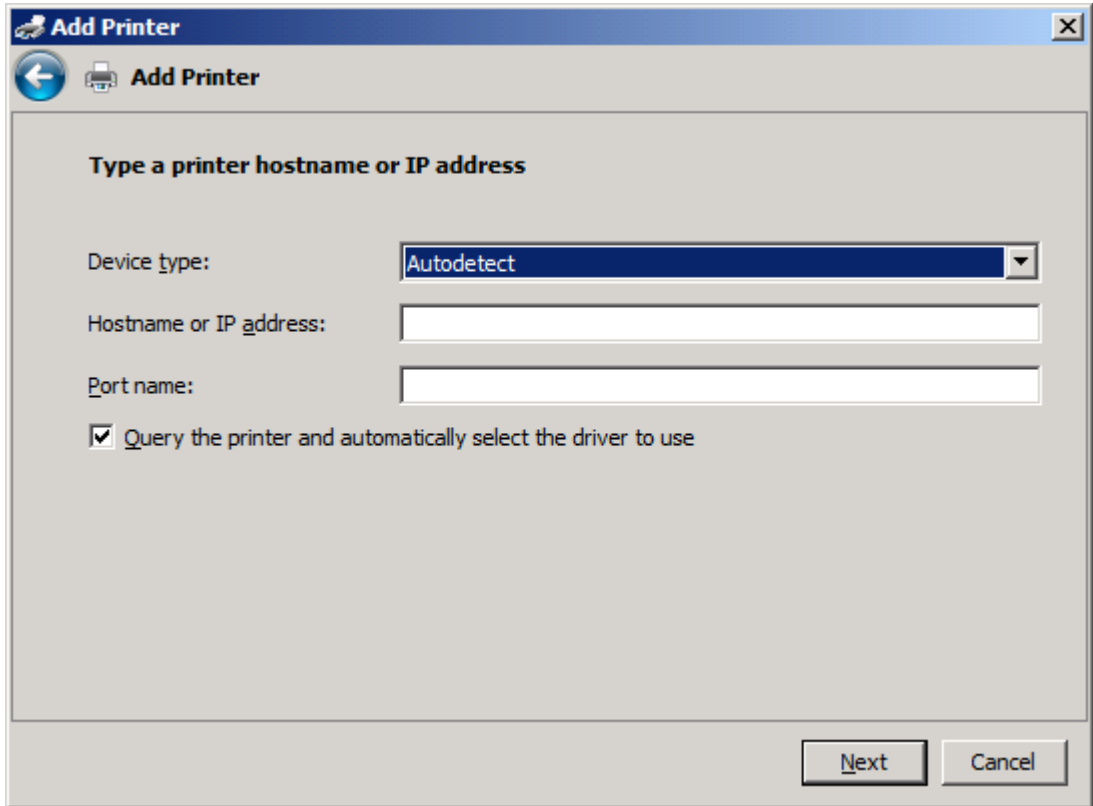 Add Printer
Add Printer
Type a printer hostname or IP address
Device type: Autodetect
Hostname or IP address:
Port name:
Query the printer and automatically select the driver to use
Next Cancel